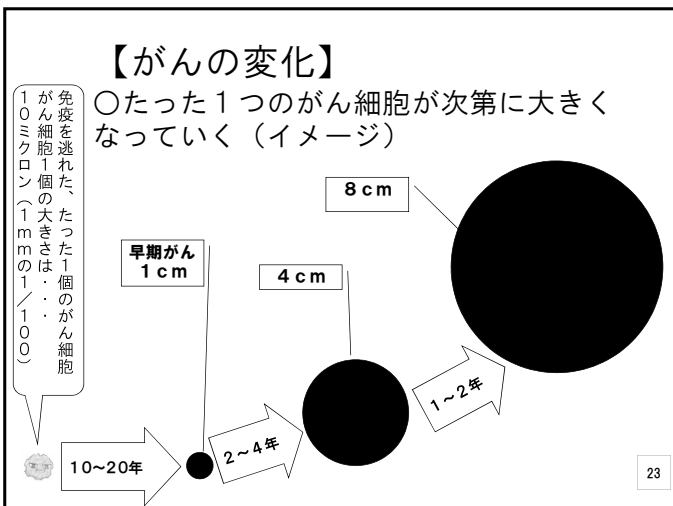 【がんの変化】
○たった１つのがん細胞が次第に大きく
なっていく（イメージ）
免疫を逃れた、たった１個のがん細胞
がん細胞１個の大きさは・・・
１０ミクロン（１ｍｍの１／１００）
10～20年
早期がん
１ｃｍ
２～４年
４ｃｍ
１～２年
８ｃｍ
23